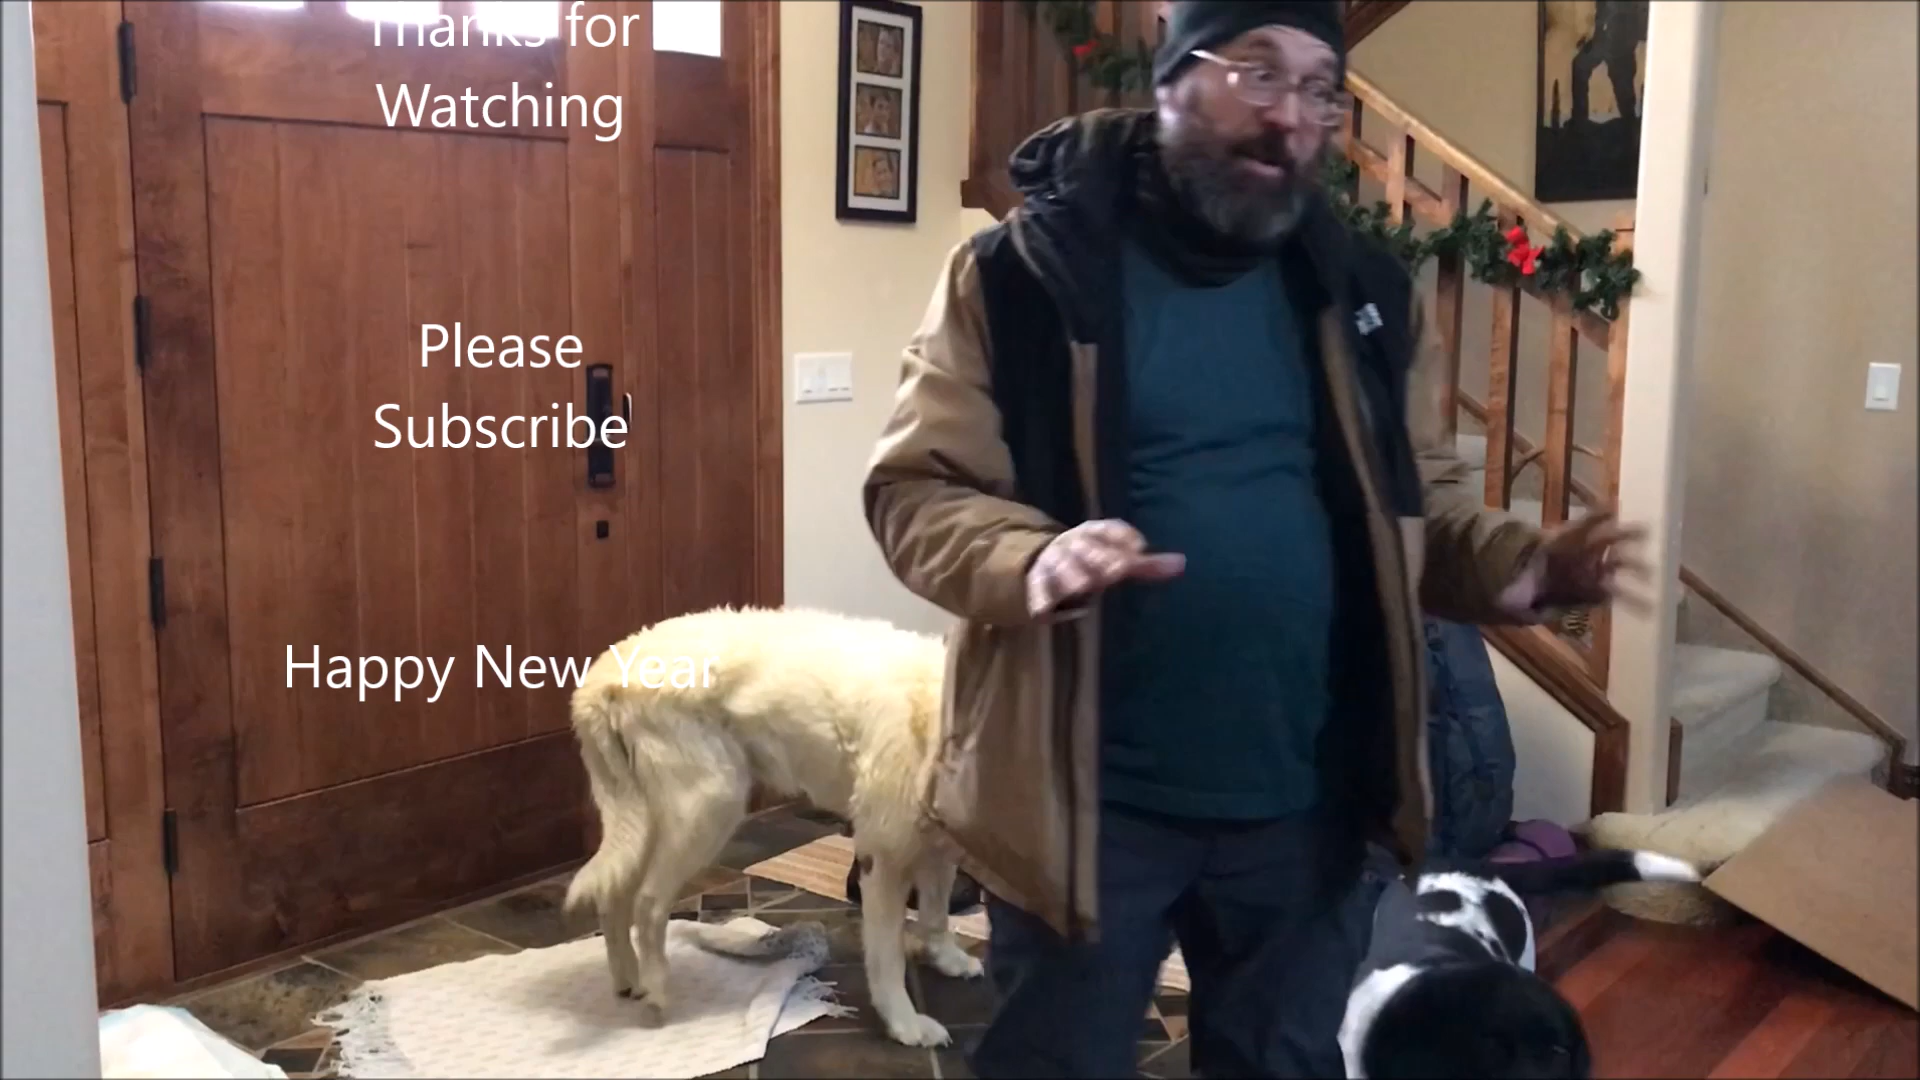 Thanks for
Watching
Please
Subscribe
Happy New Year